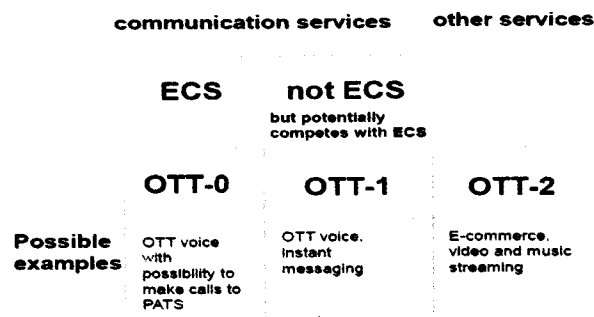 communication services other services
ECS not ECS
but potentially
competes with ECS
OTT-0 OTT-1 OTT-2
Possible
examples
OTT voice
with
possibility to
make calls to
PATS
OTT voice,
instant
messaging
E-commerce,
video and music
streaming